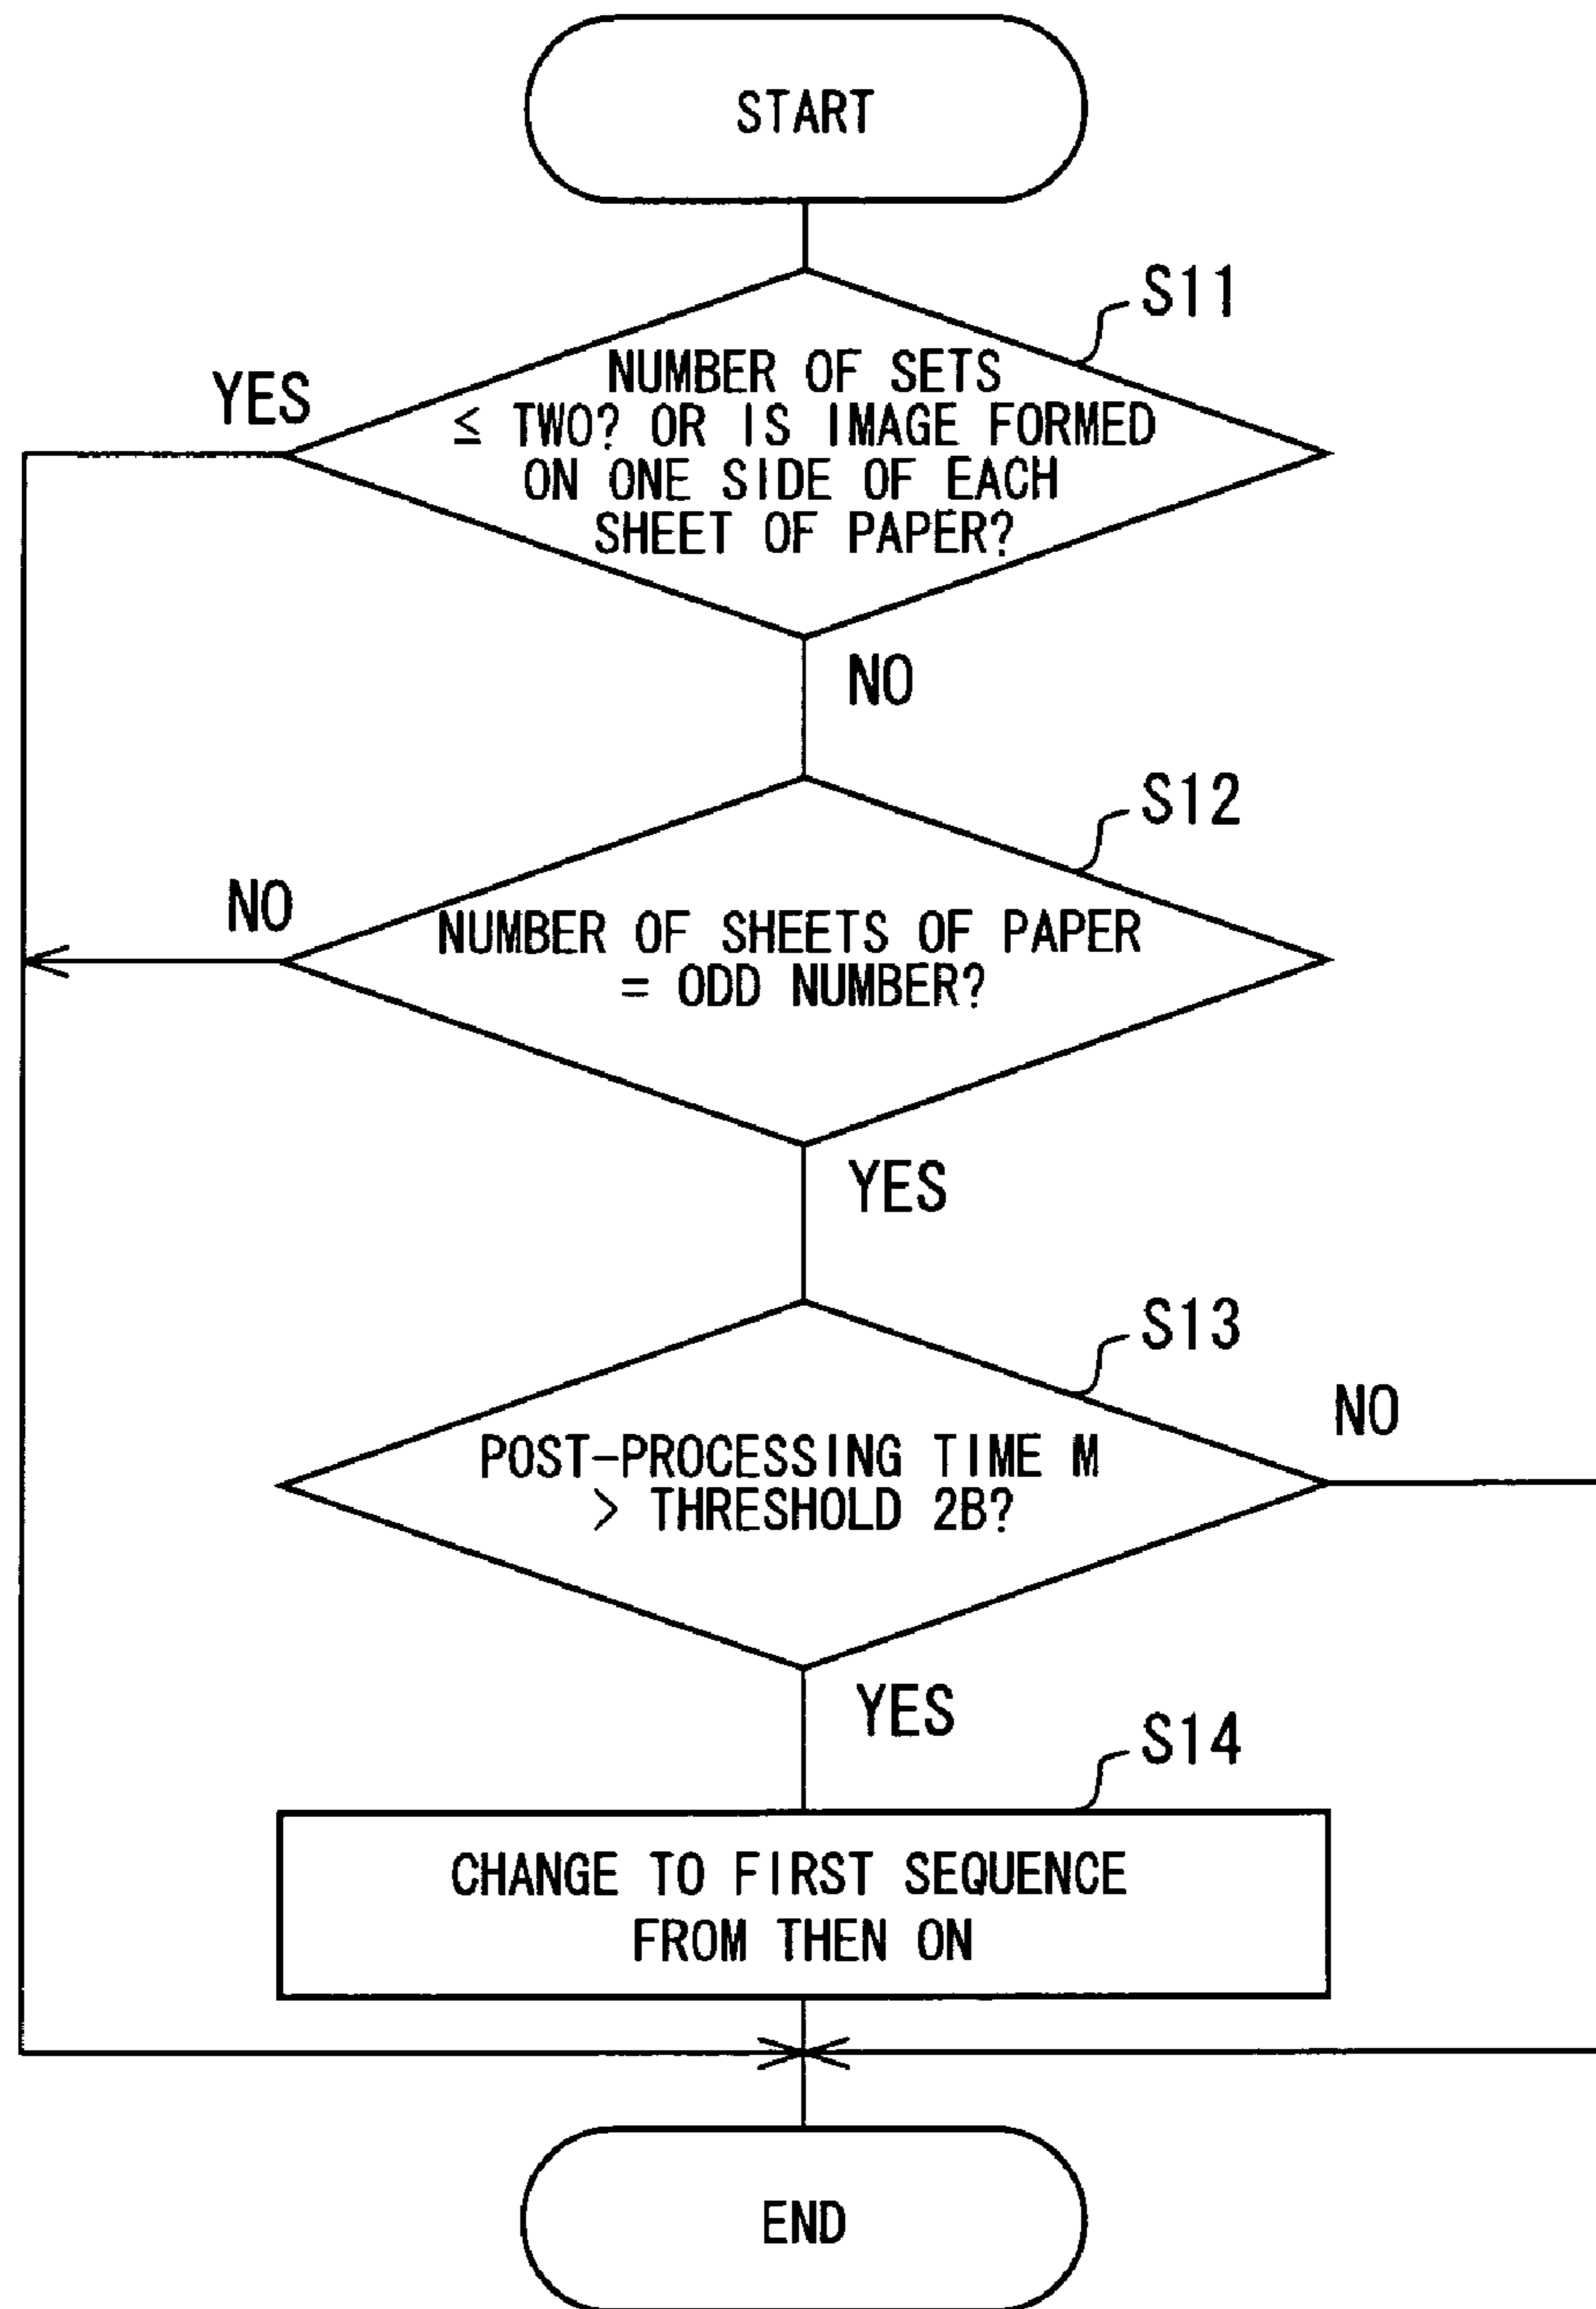 START
S11
YES
NUMBER OF SETS
≤ TWO? OR IS IMAGE FORMED
ON ONE SIDE OF EACH
SHEET OF PAPER?
NO
S12
NO
NUMBER OF SHEETS OF PAPER
= ODD NUMBER?
YES
S13
NO
POST-PROCESSING TIME M
> THRESHOLD 2B?
YES
S14
CHANGE TO FIRST SEQUENCE
FROM THEN ON
END